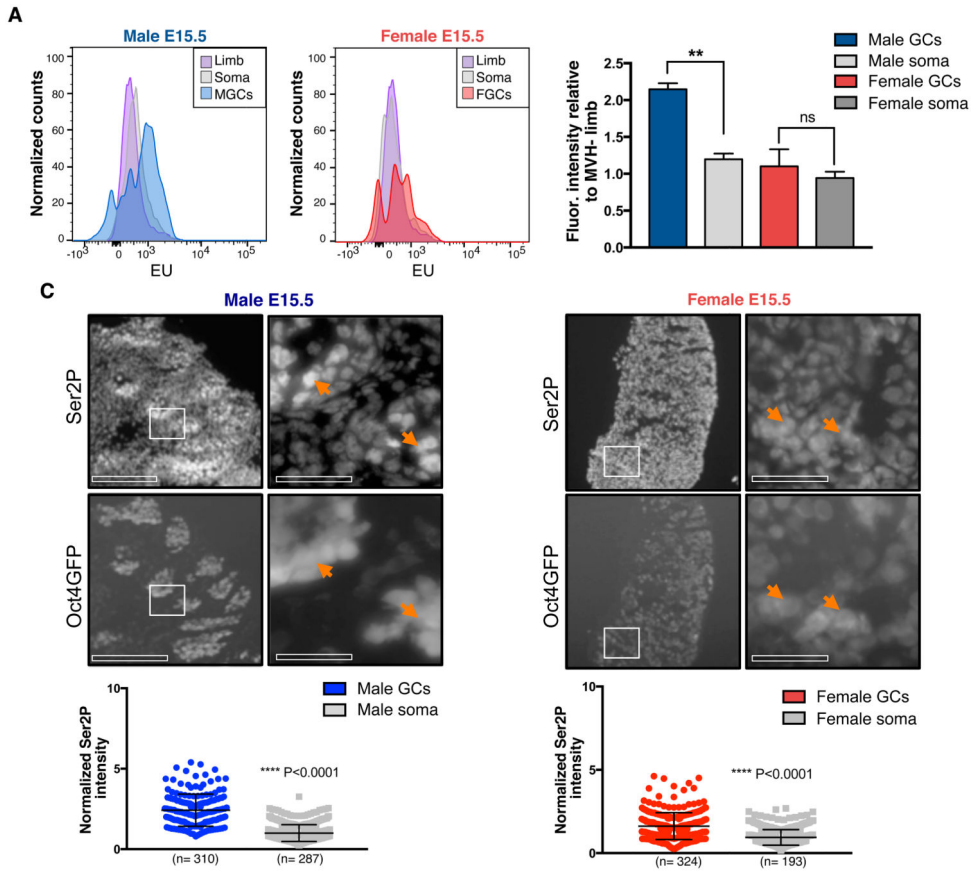 A
Male E15.5
Normalized counts
100
80
60
40
20
0
-10³ 0 10³ 10⁴ 10⁵
EU
Limb
Soma
MGCs
Female E15.5
Normalized counts
100
80
60
40
20
0
-10³ 0 10³ 10⁴ 10⁵
EU
Limb
Soma
FGCs
Fluor. intensity relative
to MVH- limb
2.5
2.0
1.5
1.0
0.5
0.0
**
ns
Male GCs
Male soma
Female GCs
Female soma
C
Male E15.5
Ser2P
Oct4GFP
Female E15.5
Ser2P
Oct4GFP
Normalized Ser2P
intensity
10
5
0
Male GCs
Male soma
**** P<0.0001
(n= 310) (n= 287)
Normalized Ser2P
intensity
10
5
0
Female GCs
Female soma
**** P<0.0001
(n= 324) (n= 193)